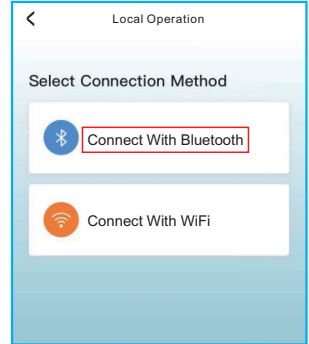 Local Operation
Select Connection Method
Connect With Bluetooth
Connect With WiFi